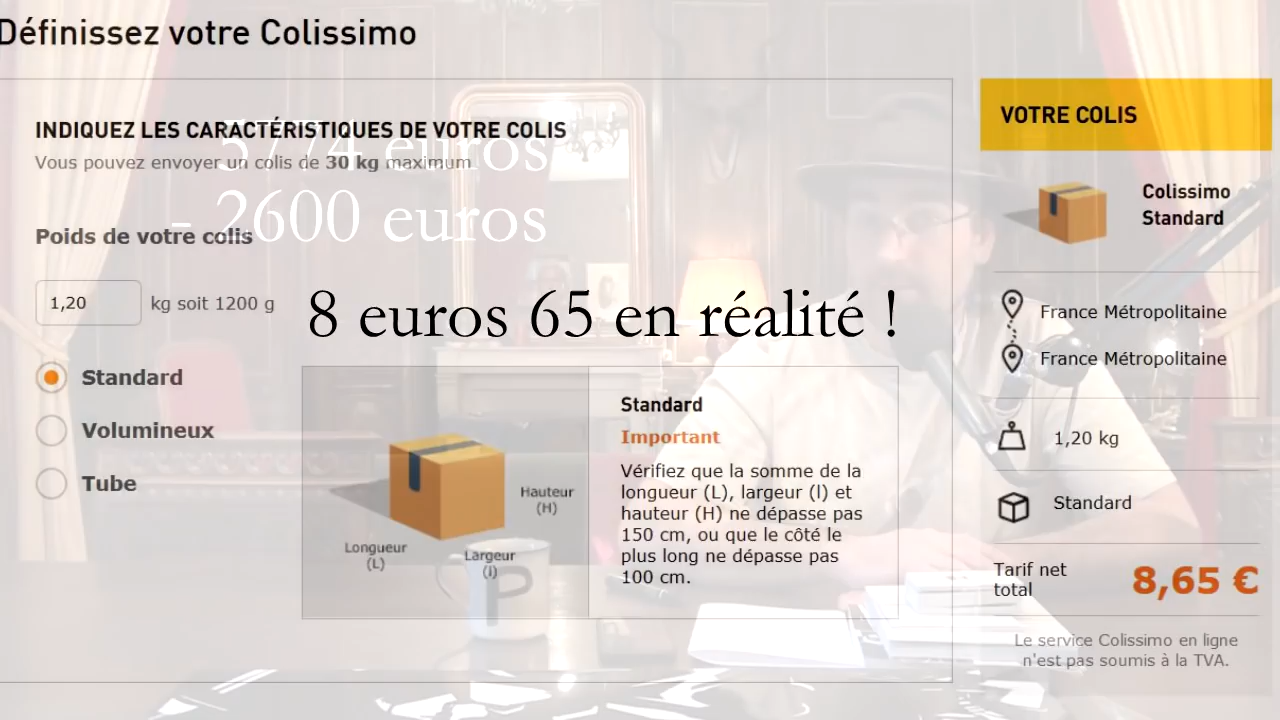 Définissez votre Colissimo
INDIQUEZ LES CARACTÉRISTIQUES DE VOTRE COLIS
5774 euros
Vous pouvez envoyer un colis de 30 kg maximum
- 2600 euros
Poids de votre colis
1,20 kg soit 1200 g
8 euros 65 en réalité !
Standard
Volumineux
Tube
Hauteur
(H)
Longueur
(L)
Largeur
(l)
Standard
Important
Vérifiez que la somme de la
longueur (L), largeur (l) et
hauteur (H) ne dépasse pas
150 cm, ou que le côté le
plus long ne dépasse pas
100 cm.
VOTRE COLIS
Colissimo
Standard
France Métropolitaine
France Métropolitaine
1,20 kg
Standard
Tarif net
total
8,65 €
Le service Colissimo en ligne
n'est pas soumis à la TVA.